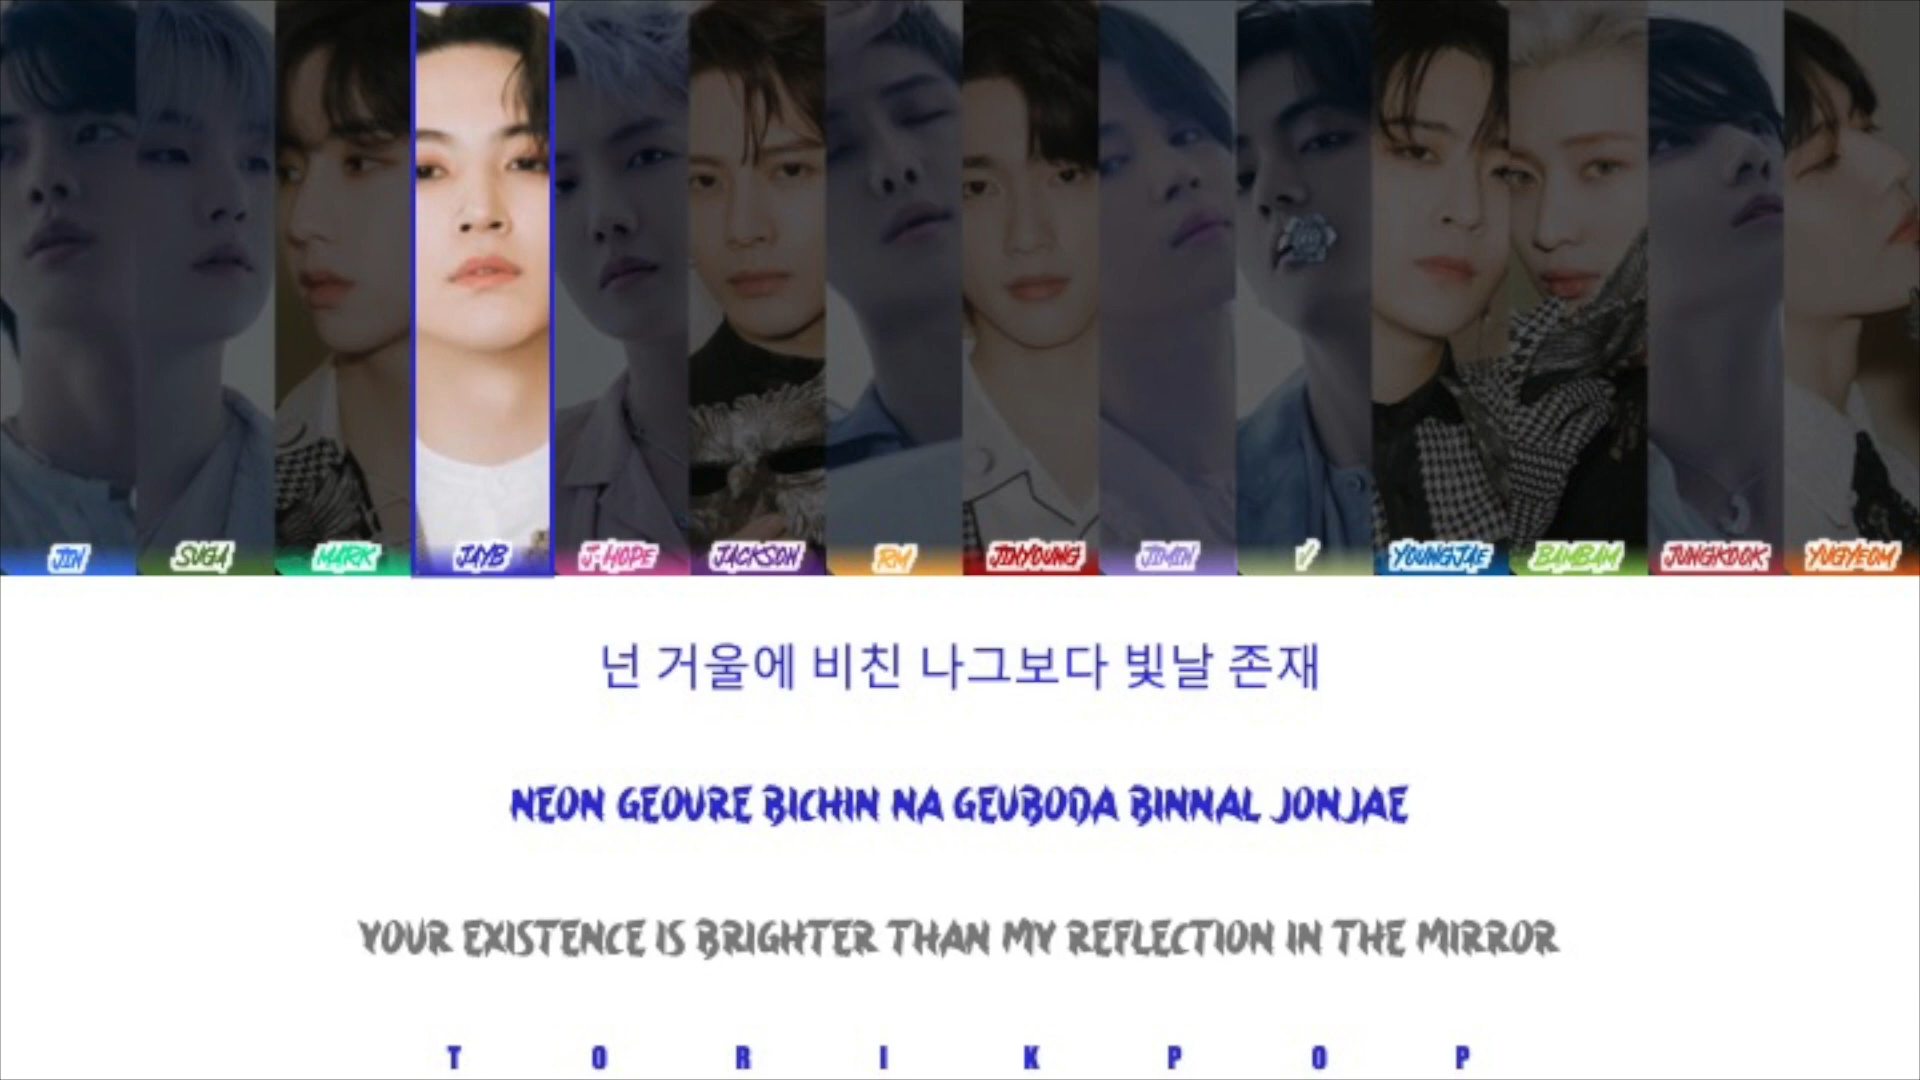 JIN SUGA MARK JAYB J-HOPE JACKSON RM JINYOUNG JIMIN V YOUNGJAE BAMBAM JUNGKOOK YUGYEOM
넌 거울에 비친 나그보다 빛날 존재
NEON GEOURE BICHIN NA GEUBODA BINNAL JONJAE
YOUR EXISTENCE IS BRIGHTER THAN MY REFLECTION IN THE MIRROR
T O R I K P O P